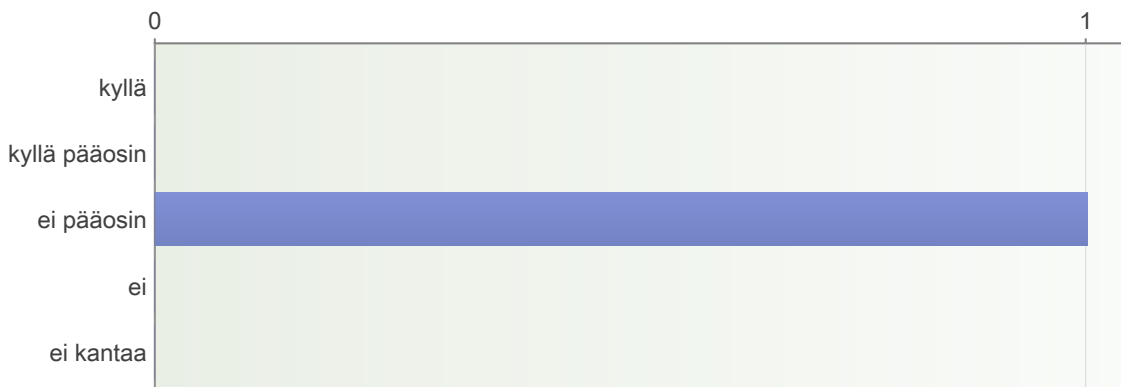 0 1
kyllä
kyllä pääosin
ei pääosin
ei
ei kantaa